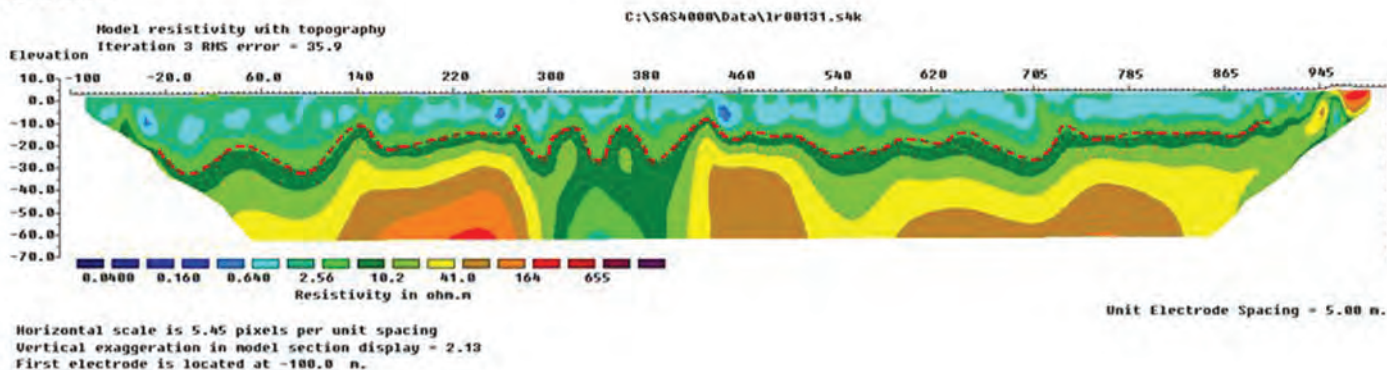 C:\SAS4000\Data\lr00131.s4k
Model resistivity with topography
Iteration 3 RMS error = 35.9
Elevation
10.0 -100 -20.0 60.0 140 220 300 380 460 540 620 705 785 865 945
0.0
-10.0
-20.0
-30.0
-40.0
-50.0
-60.0
-70.0
0.0400 0.160 0.640 2.56 10.2 41.0 164 655
Resistivity in ohm.m
Unit Electrode Spacing = 5.00 m.
Horizontal scale is 5.45 pixels per unit spacing
Vertical exaggeration in model section display = 2.13
First electrode is located at -100.0 m.